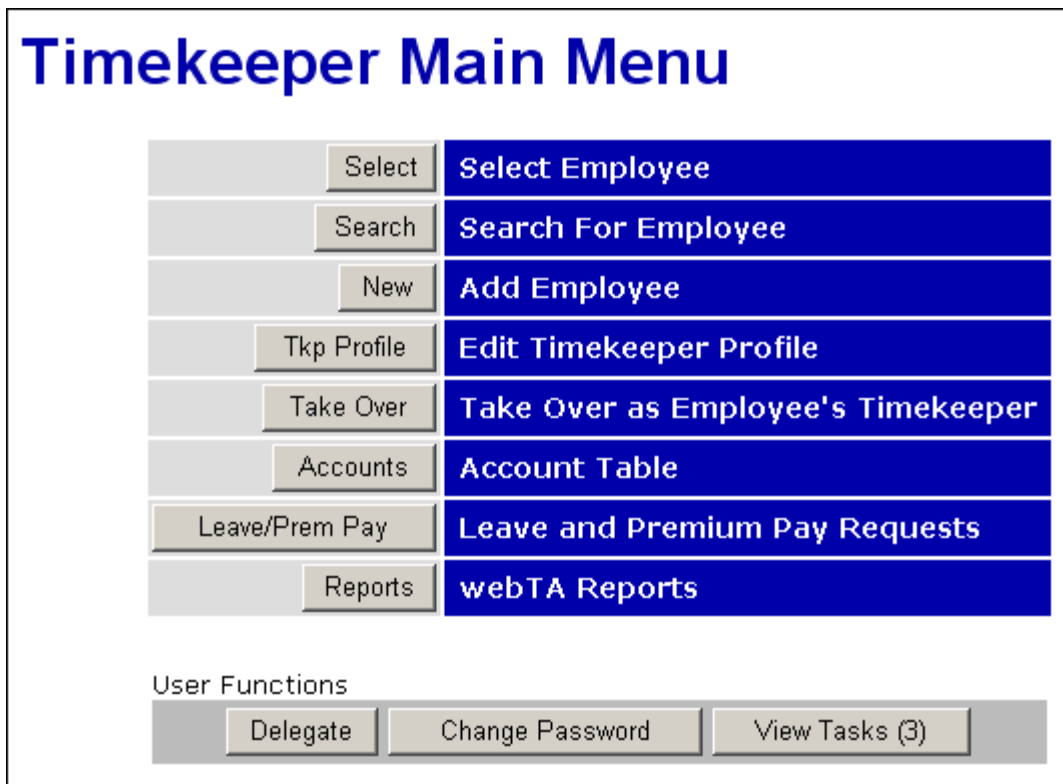 Timekeeper Main Menu
Select Select Employee
Search Search For Employee
New Add Employee
Tkp Profile Edit Timekeeper Profile
Take Over Take Over as Employee's Timekeeper
Accounts Account Table
Leave/Prem Pay Leave and Premium Pay Requests
Reports webTA Reports
User Functions
Delegate Change Password View Tasks (3)